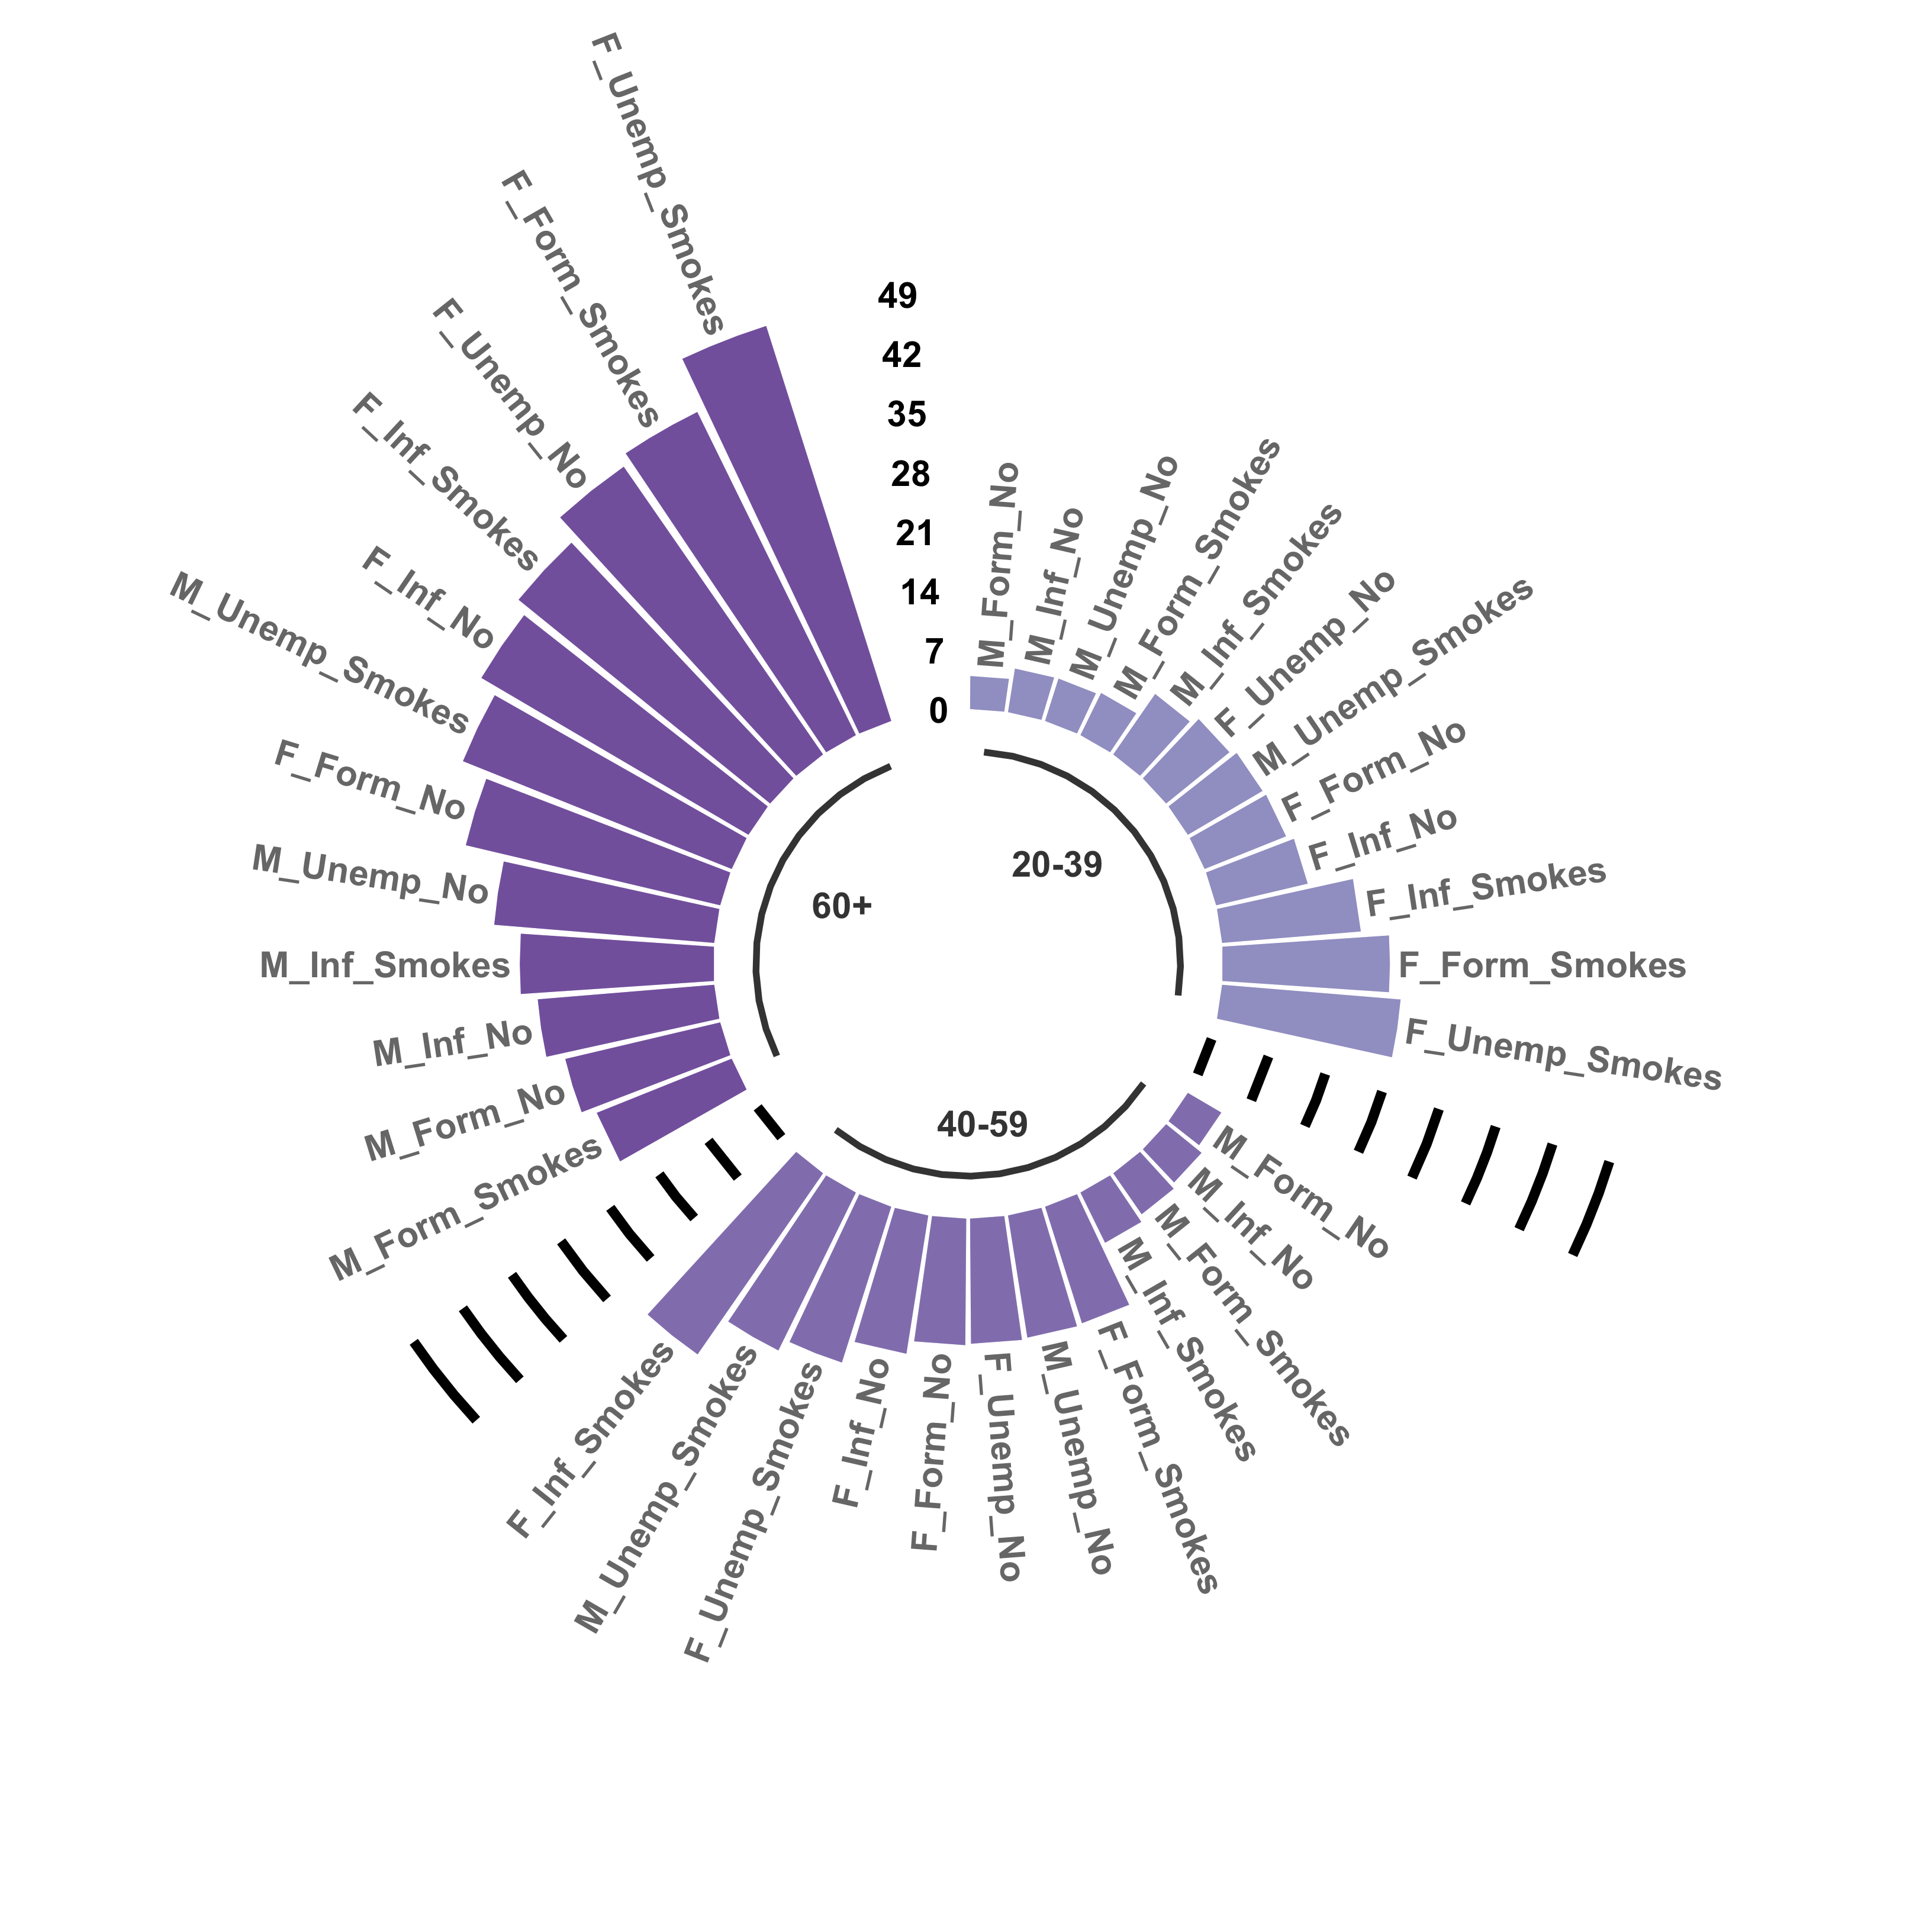 49
42
35
28
21
14
7
0
M_Form_No
M_Inf_No
M_Unemp_No
M_Form_Smokes
M_Inf_Smokes
F_Unemp_No
M_Unemp_Smokes
F_Form_No
F_Inf_No
F_Inf_Smokes
F_Form_Smokes
F_Unemp_Smokes
M_Form_No
M_Inf_No
M_Form_Smokes
M_Inf_Smokes
F_Form_Smokes
M_Unemp_No
F_Unemp_No
F_Form_No
F_Inf_No
F_Unemp_Smokes
M_Unemp_Smokes
F_Inf_Smokes
M_Form_Smokes
M_Form_No
M_Inf_No
M_Inf_Smokes
M_Unemp_No
F_Form_No
M_Unemp_Smokes
F_Inf_No
F_Inf_Smokes
F_Unemp_No
F_Form_Smokes
F_Unemp_Smokes
20-39
40-59
60+